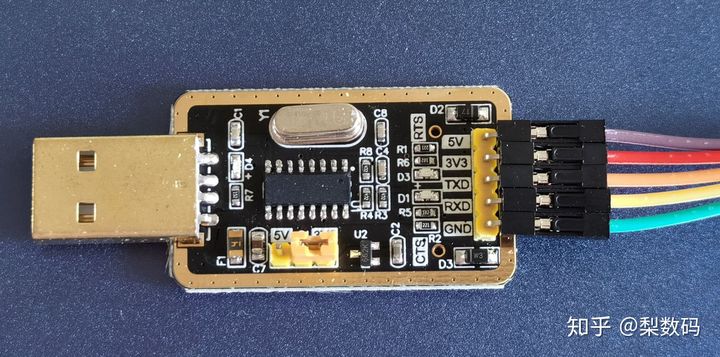 C1
Y1
C8
RTS
D2
5V
R1
R8
C4
R6
3V3
D4
+
D3
TXD
R7
D1
RXD
R4
R3
R5
GND
5V
U2
C2
CTS
R2
F1
C7
D3
知乎 @梨数码